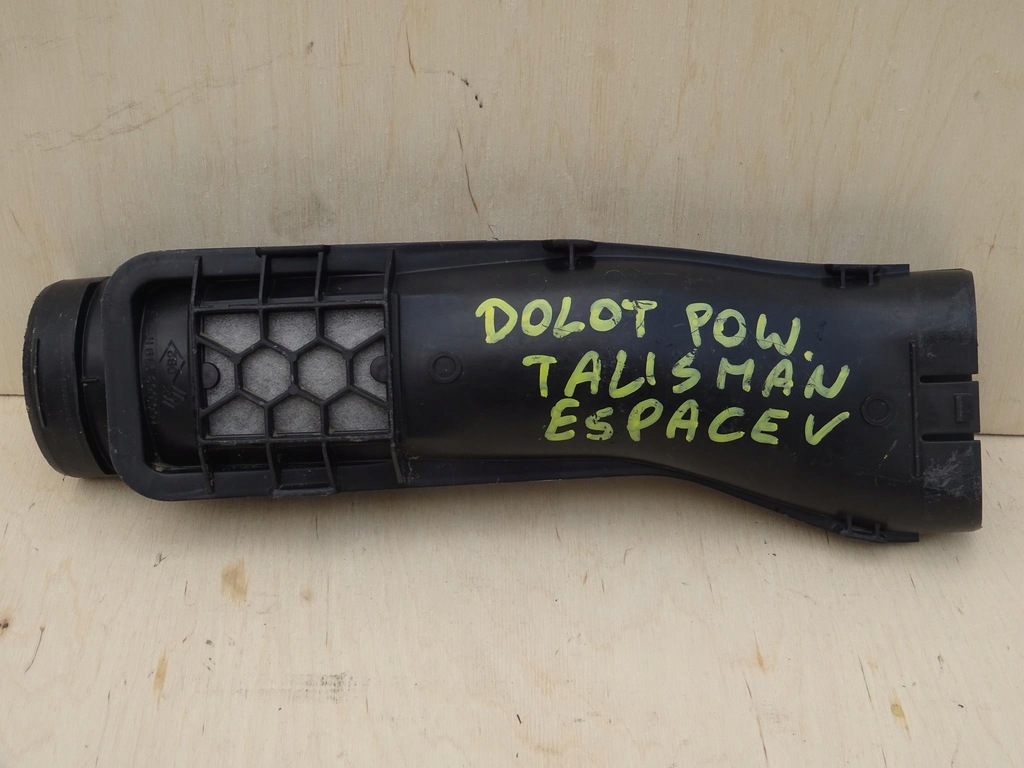 DOLOT POW.
TALISMAN
ESPACE V